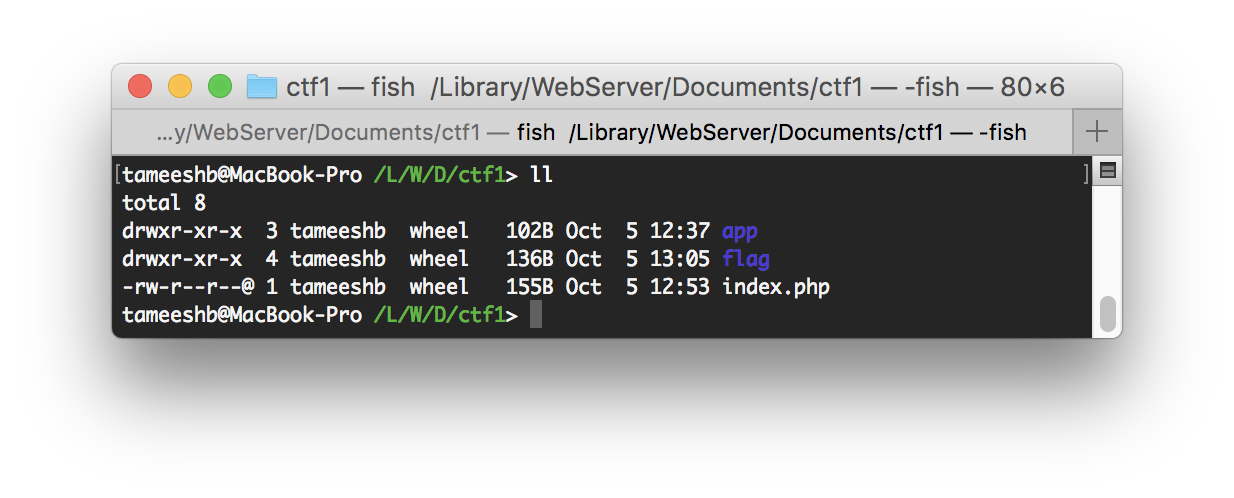 ctf1 — fish  /Library/WebServer/Documents/ctf1 — -fish — 80×6
...y/WebServer/Documents/ctf1 — fish  /Library/WebServer/Documents/ctf1 — -fish
[tameeshb@MacBook-Pro /L/W/D/ctf1> ll ]
total 8
drwxr-xr-x  3 tameeshb  wheel   102B Oct  5 12:37 app
drwxr-xr-x  4 tameeshb  wheel   136B Oct  5 13:05 flag
-rw-r--r--@ 1 tameeshb  wheel   155B Oct  5 12:53 index.php
tameeshb@MacBook-Pro /L/W/D/ctf1>